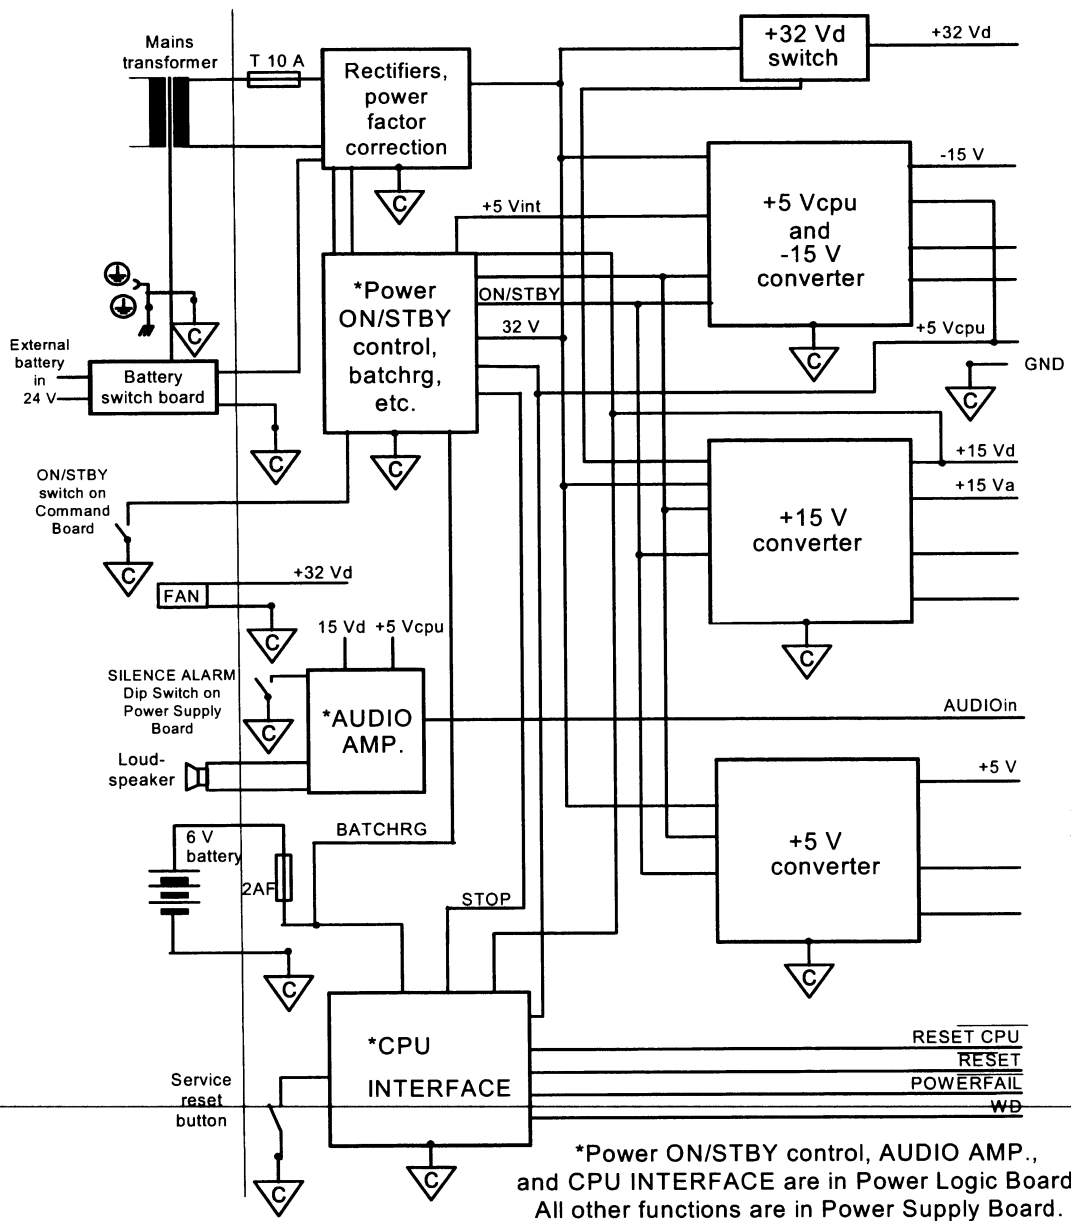 Mains
transformer
T 10 A
Rectifiers,
power
factor
correction
C
+32 Vd
switch
+32 Vd
+5 Vint
+5 Vcpu
and
-15 V
converter
-15 V
+5 Vcpu
C
GND
C
*Power
ON/STBY
control,
batchrg,
etc.
ON/STBY
32 V
C
C
External
battery
in
24 V
Battery
switch board
C
ON/STBY
switch on
Command
Board
C
+15 V
converter
+15 Vd
+15 Va
C
FAN
+32 Vd
C
15 Vd
+5 Vcpu
SILENCE ALARM
Dip Switch on
Power Supply
Board
C
*AUDIO
AMP.
AUDIOin
Loud-
speaker
+5 V
converter
+5 V
C
6 V
battery
2AF
BATCHRG
STOP
C
*CPU
INTERFACE
RESET CPU
RESET
POWERFAIL
WD
C
Service
reset
button
C
*Power ON/STBY control, AUDIO AMP.,
and CPU INTERFACE are in Power Logic Board
All other functions are in Power Supply Board.